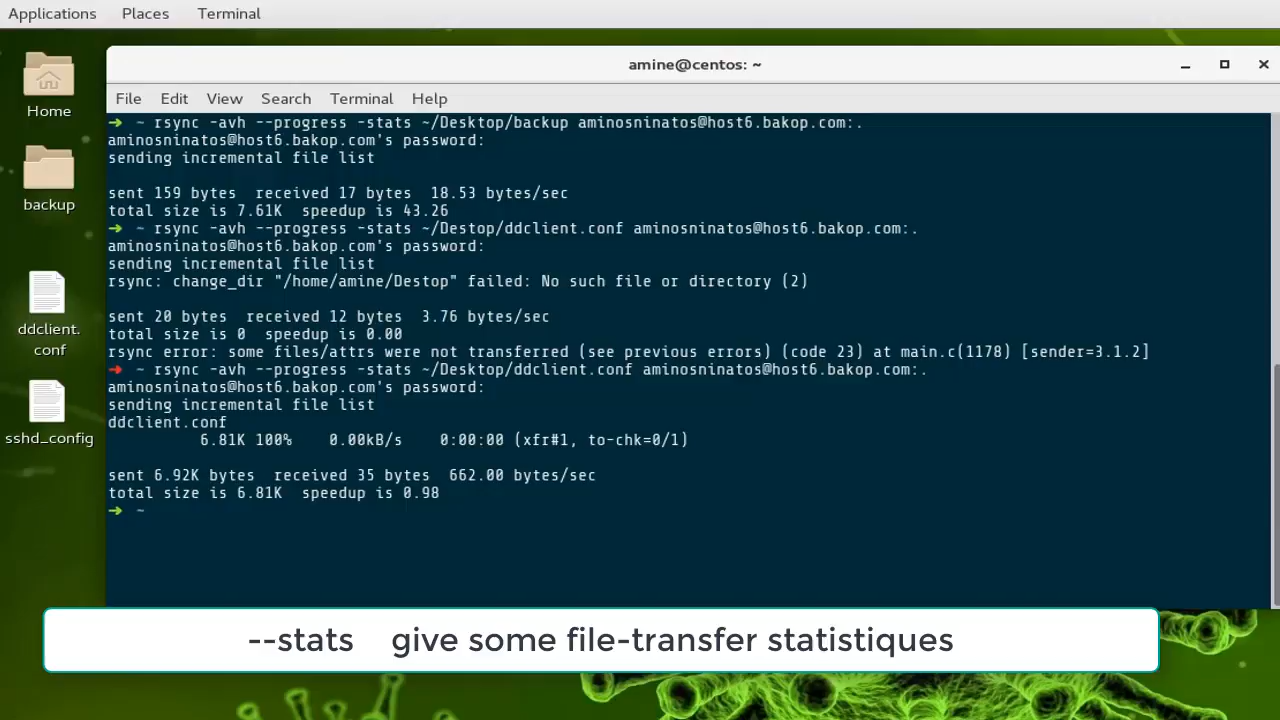 Applications Places Terminal
amine@centos: ~
File Edit View Search Terminal Help
Home
backup
ddclient.
conf
sshd_config
➜ ~ rsync -avh --progress -stats ~/Desktop/backup aminosninatos@host6.bakop.com:.
aminosninatos@host6.bakop.com's password:
sending incremental file list
sent 159 bytes received 17 bytes 18.53 bytes/sec
total size is 7.61K speedup is 43.26
➜ ~ rsync -avh --progress -stats ~/Destop/ddclient.conf aminosninatos@host6.bakop.com:.
aminosninatos@host6.bakop.com's password:
sending incremental file list
rsync: change_dir "/home/amine/Destop" failed: No such file or directory (2)
sent 20 bytes received 12 bytes 3.76 bytes/sec
total size is 0 speedup is 0.00
rsync error: some files/attrs were not transferred (see previous errors) (code 23) at main.c(1178) [sender=3.1.2]
➜ ~ rsync -avh --progress -stats ~/Desktop/ddclient.conf aminosninatos@host6.bakop.com:.
aminosninatos@host6.bakop.com's password:
sending incremental file list
ddclient.conf
6.81K 100% 0.00kB/s 0:00:00 (xfr#1, to-chk=0/1)
sent 6.92K bytes received 35 bytes 662.00 bytes/sec
total size is 6.81K speedup is 0.98
➜ ~
--stats give some file-transfer statistiques